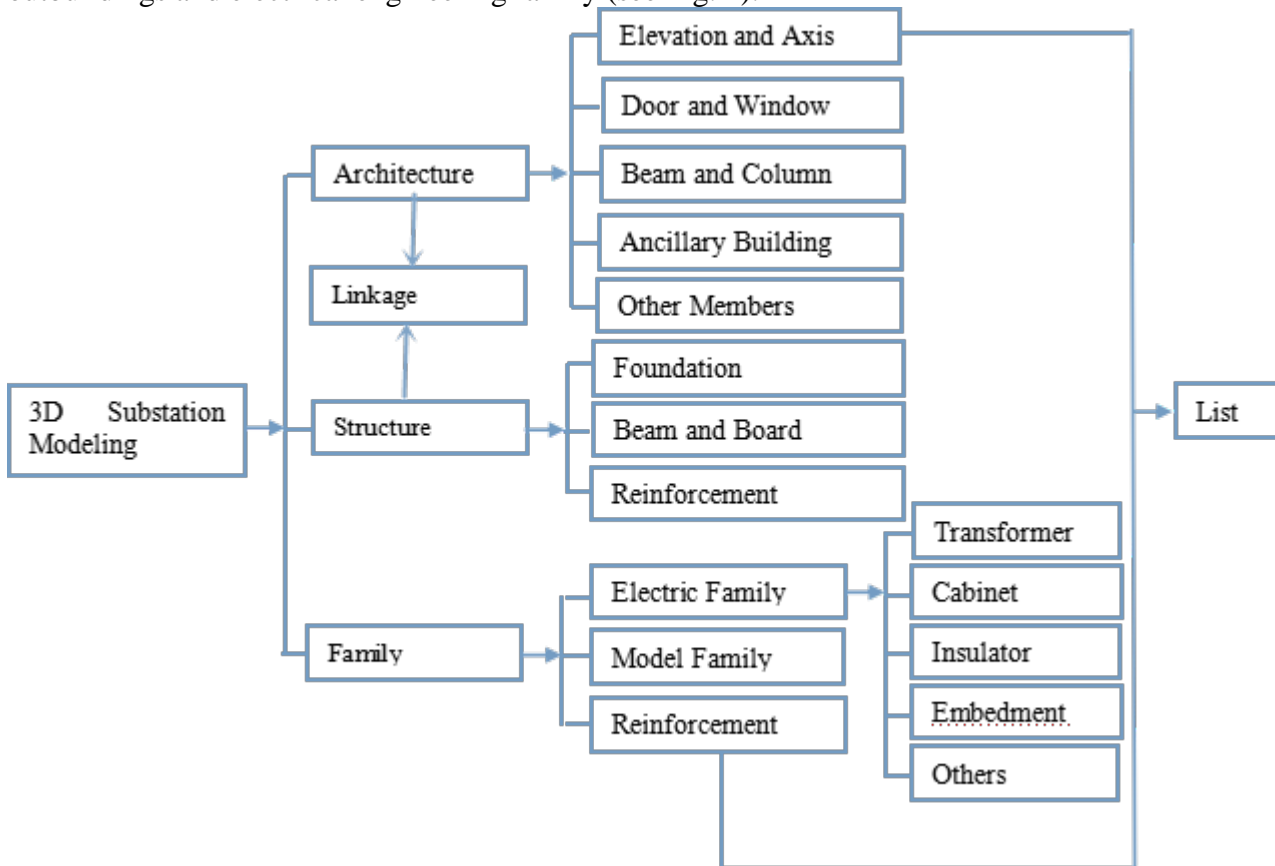 Elevation and Axis
Door and Window
Architecture
Beam and Column
Ancillary Building
Linkage
Other Members
Foundation
3D Substation
Modeling
Structure
Beam and Board
List
Reinforcement
Transformer
Electric Family
Cabinet
Family
Model Family
Insulator
Reinforcement
Embedment
Others